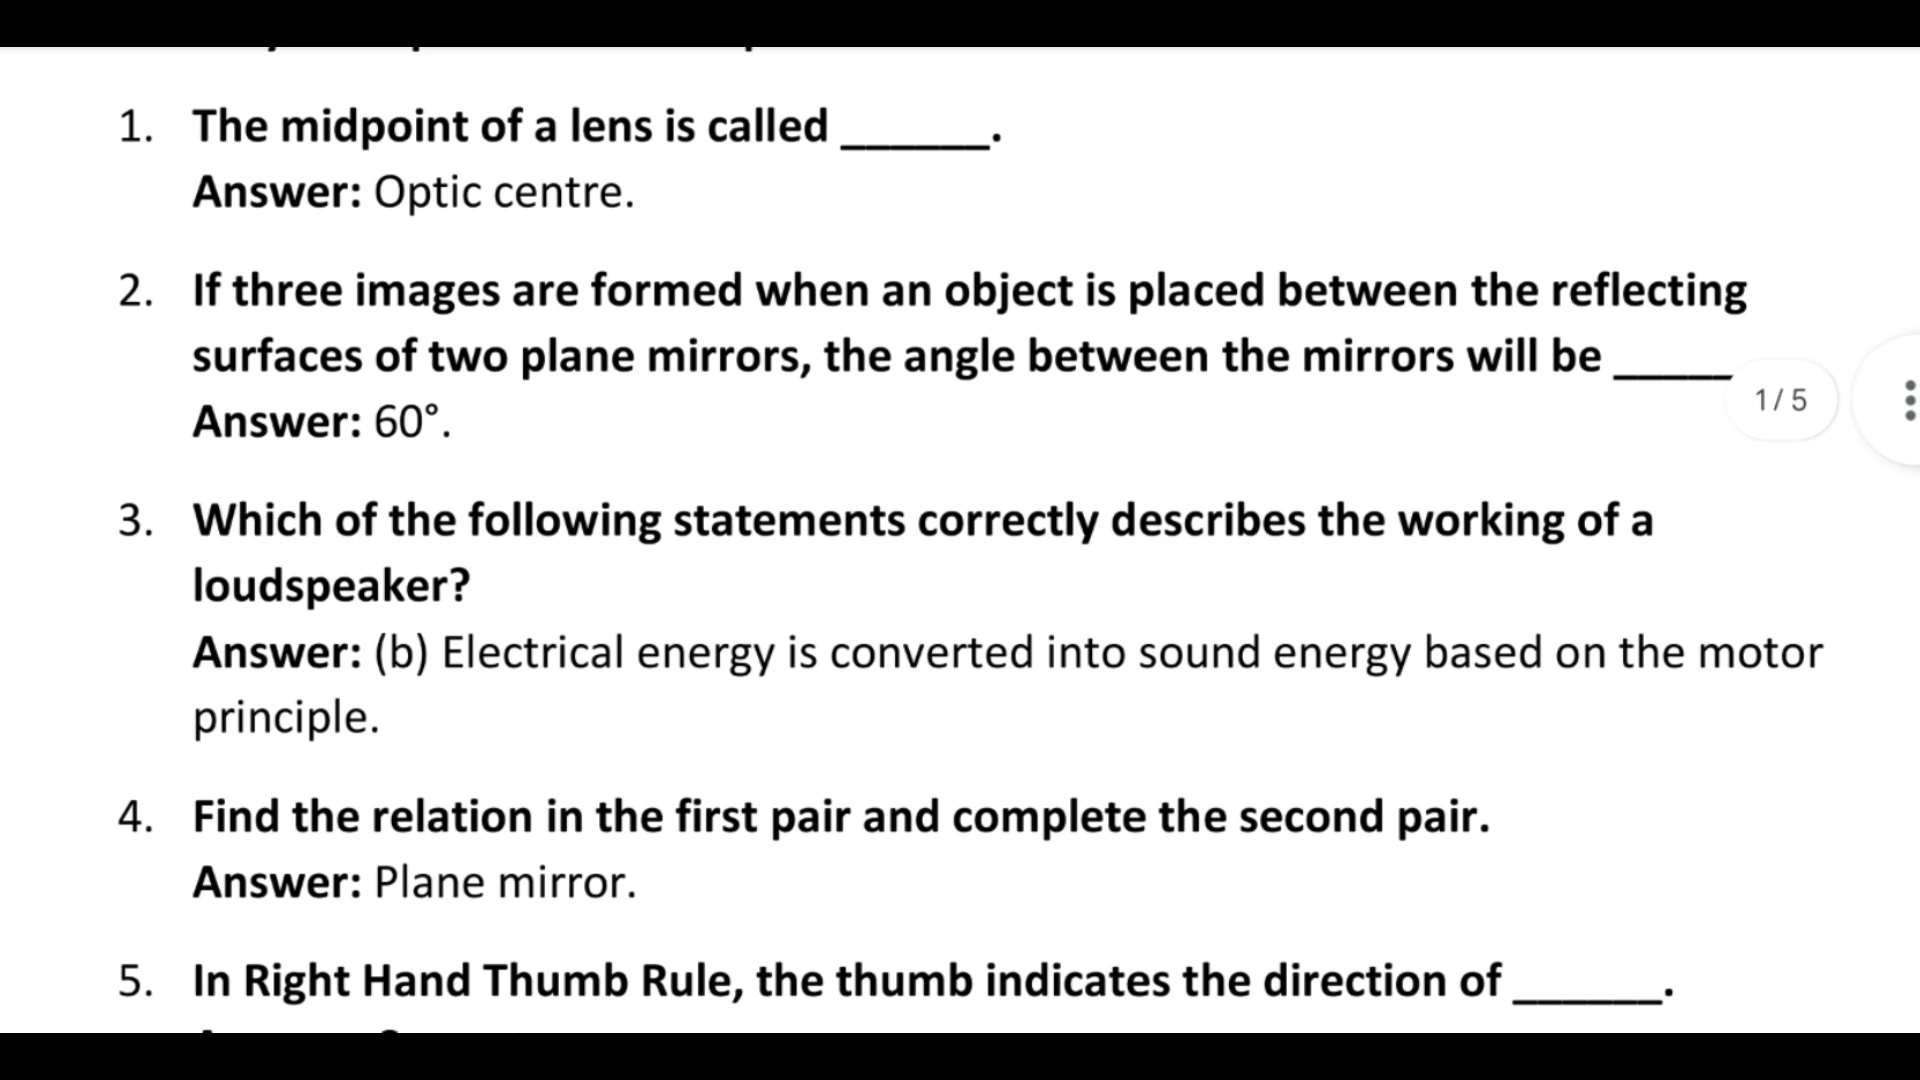 1. The midpoint of a lens is called ______.
Answer: Optic centre.
2. If three images are formed when an object is placed between the reflecting
surfaces of two plane mirrors, the angle between the mirrors will be _____
Answer: 60°.
1/5
3. Which of the following statements correctly describes the working of a
loudspeaker?
Answer: (b) Electrical energy is converted into sound energy based on the motor
principle.
4. Find the relation in the first pair and complete the second pair.
Answer: Plane mirror.
5. In Right Hand Thumb Rule, the thumb indicates the direction of ______.